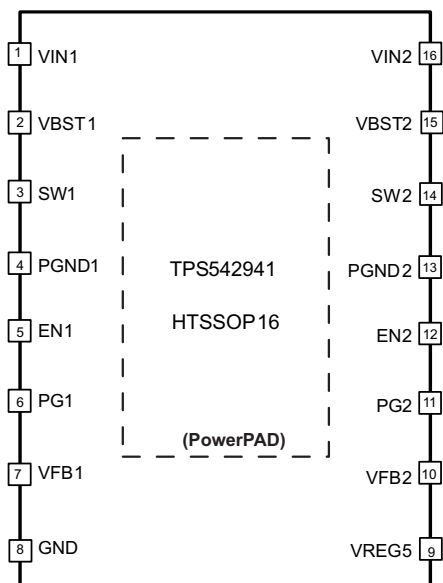 1 VIN1 VIN2 16
2 VBST1 VBST2 15
3 SW1 SW2 14
4 PGND1 TPS542941 PGND2 13
HTSSOP16
5 EN1 EN2 12
6 PG1 PG2 11
(PowerPAD)
7 VFB1 VFB2 10
8 GND VREG5 9